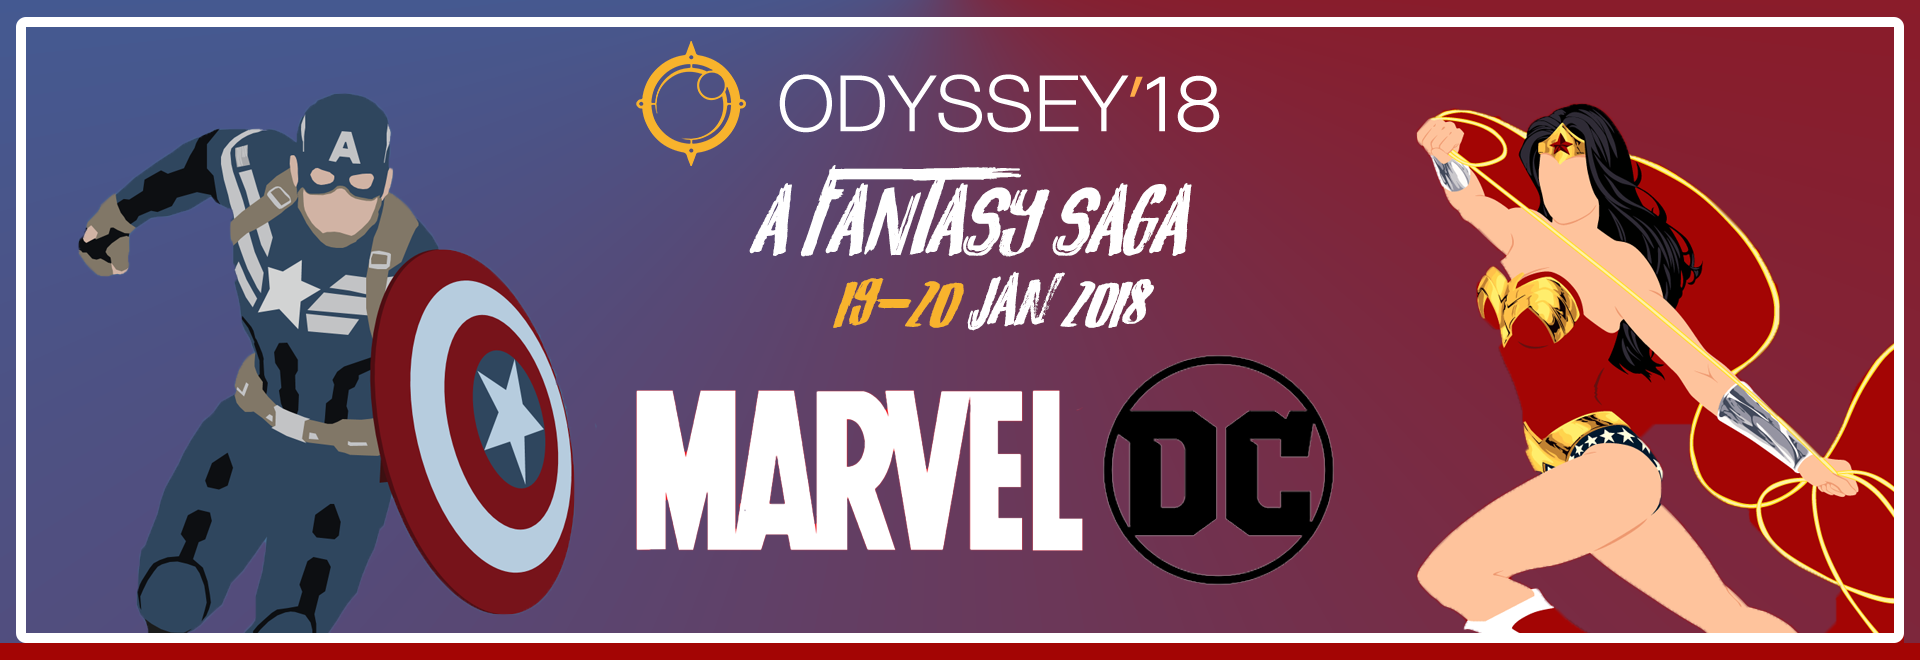 ODYSSEY'18
A FANTASY SAGA
19-20 JAN 2018
MARVEL DC
A